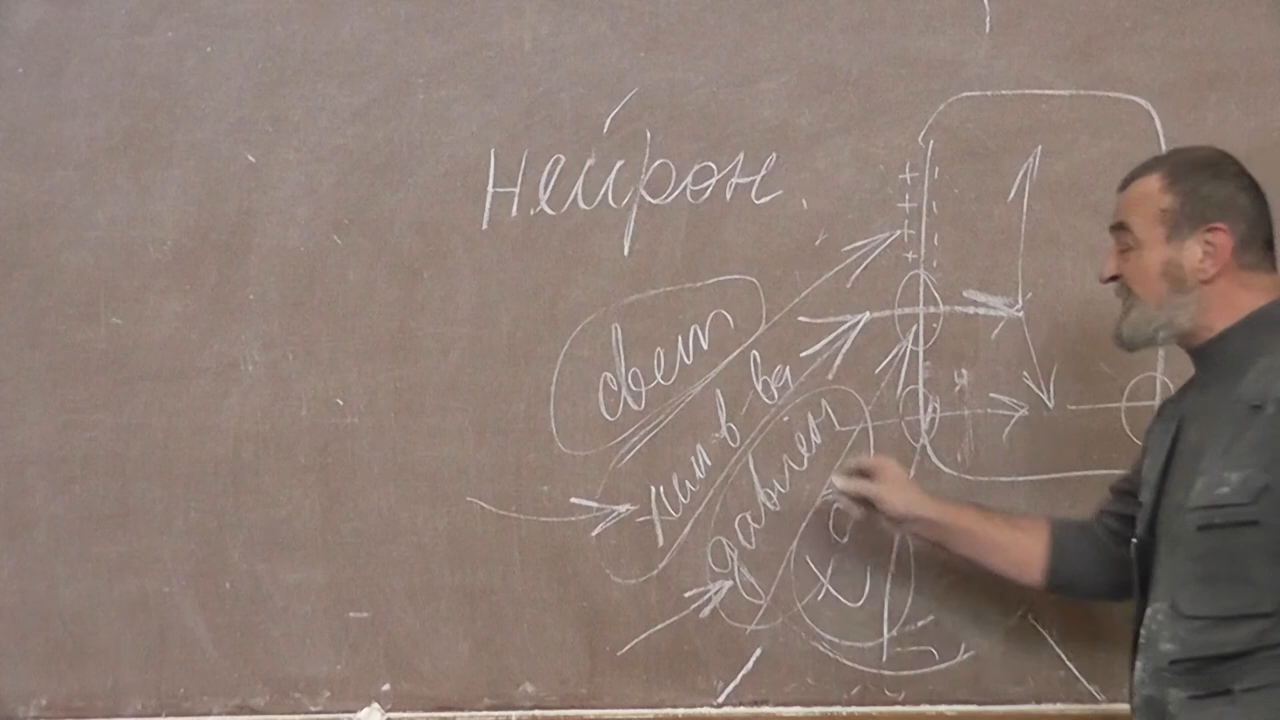 нейрон.
свет
хим в-ва
давлен